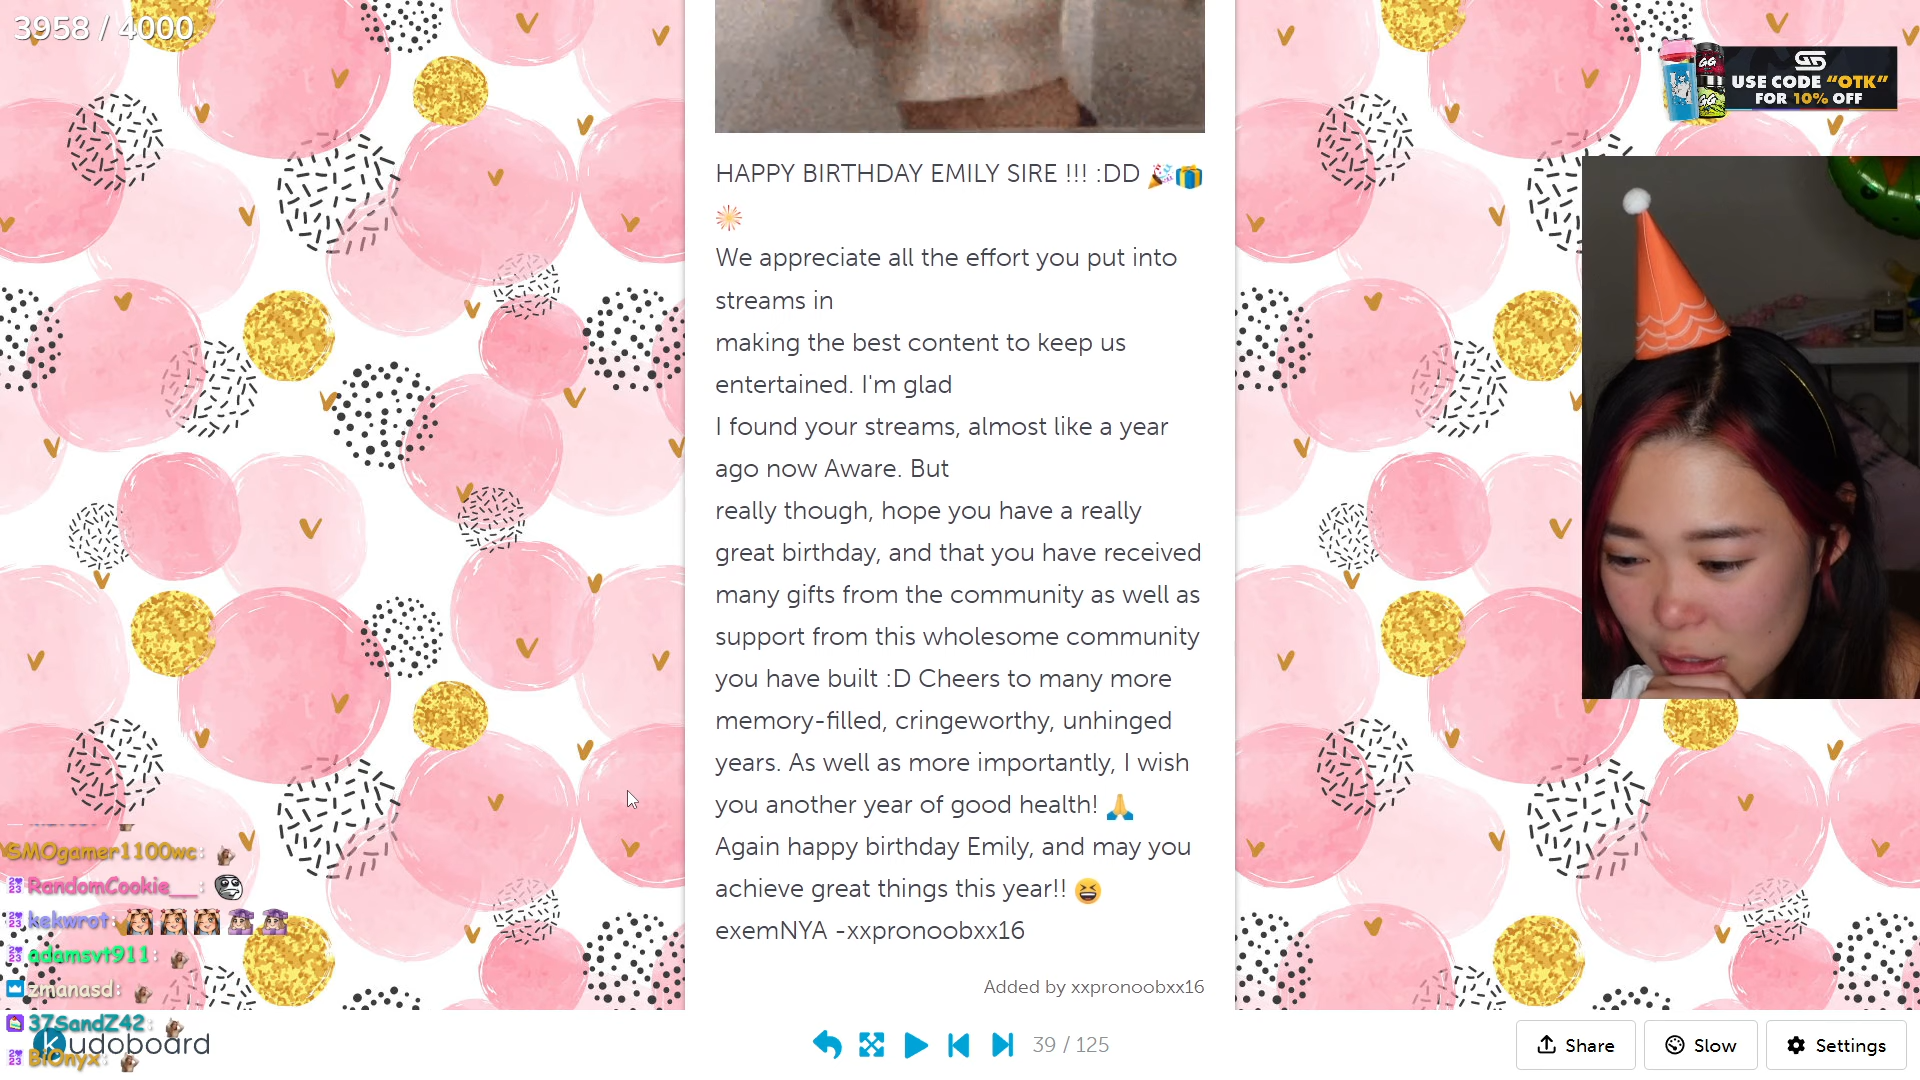 3958 / 4000
GG
GG
USE CODE “OTK”
FOR 10% OFF
HAPPY BIRTHDAY EMILY SIRE !!! :DD 🎉🎁
We appreciate all the effort you put into
streams in
making the best content to keep us
entertained. I'm glad
I found your streams, almost like a year
ago now Aware. But
really though, hope you have a really
great birthday, and that you have received
many gifts from the community as well as
support from this wholesome community
you have built :D Cheers to many more
memory-filled, cringeworthy, unhinged
years. As well as more importantly, I wish
you another year of good health! 🙏
Again happy birthday Emily, and may you
achieve great things this year!! 😆
exemNYA -xxpronoobxx16
Added by xxpronoobxx16
SMOgamer1100wc:
RandomCookie__:
kekwrot:
adamsvt911:
zmanasd:
37SandZ42:
BiOnyx:
kudoboard
39 / 125
Share
Slow
Settings